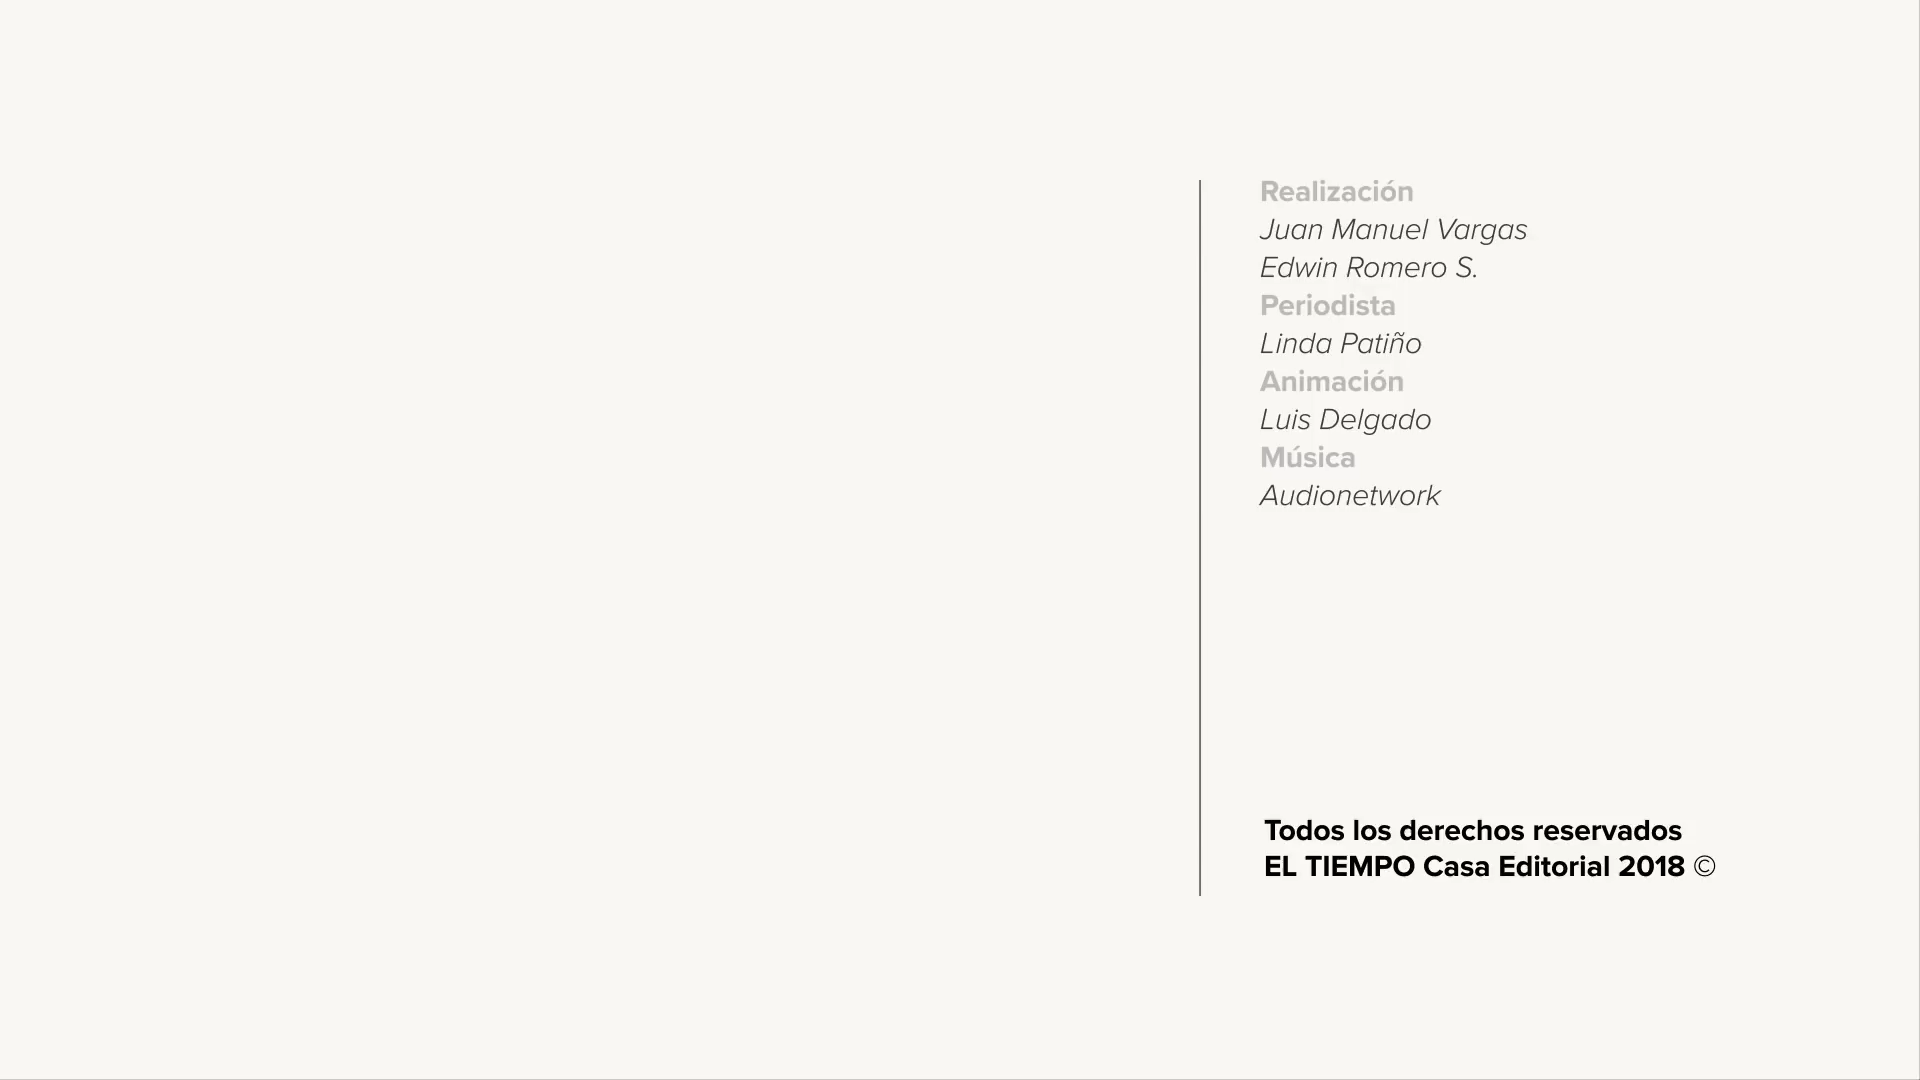 Realización
Juan Manuel Vargas
Edwin Romero S.
Periodista
Linda Patiño
Animación
Luis Delgado
Música
Audionetwork
Todos los derechos reservados
EL TIEMPO Casa Editorial 2018 ©